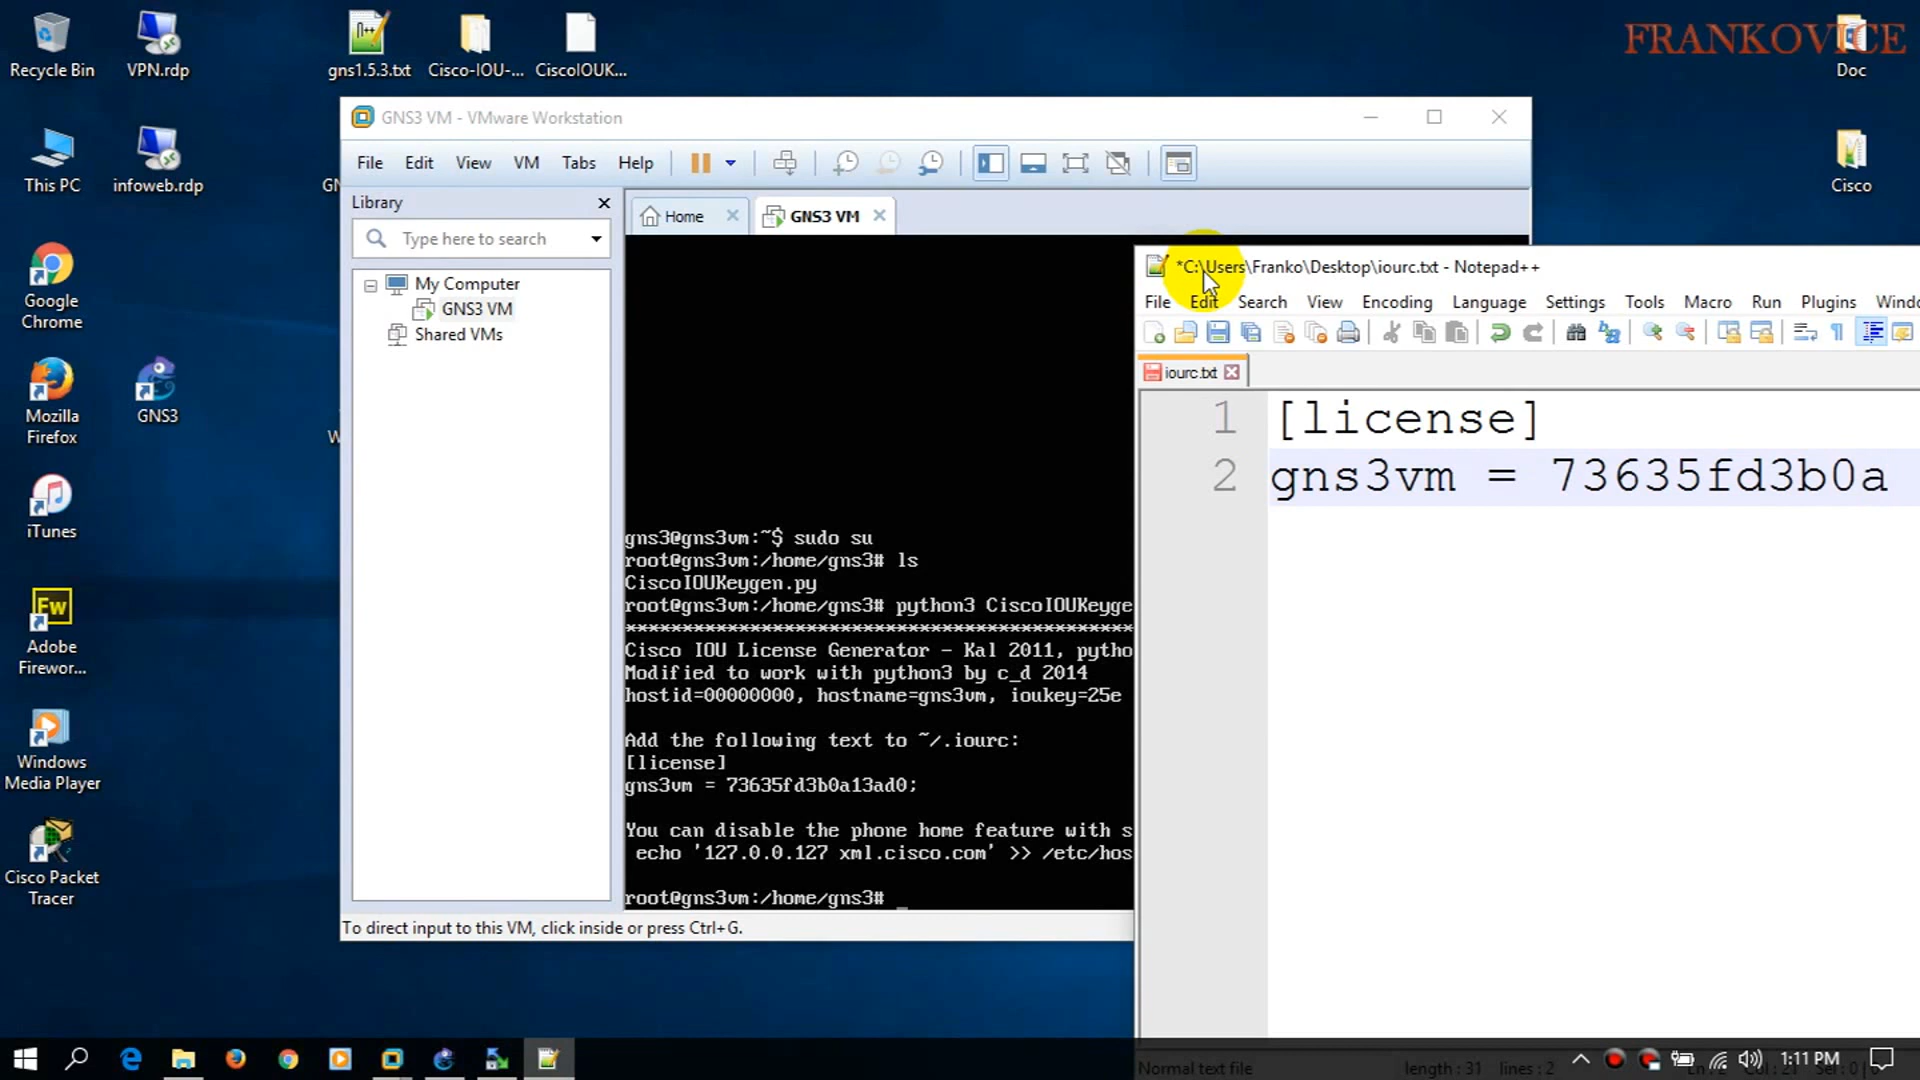 FRANKOVICE
Recycle Bin
VPN.rdp
gns1.5.3.txt
Cisco-IOU-...
CiscoIOUK...
Doc
This PC
infoweb.rdp
GN
Cisco
Google
Chrome
Mozilla
Firefox
GNS3
W
iTunes
Fw
Adobe
Firewor...
Windows
Media Player
Cisco Packet
Tracer
GNS3 VM - VMware Workstation
File Edit View VM Tabs Help
Library
Type here to search
My Computer
GNS3 VM
Shared VMs
Home
GNS3 VM
gns3@gns3vm:~$ sudo su
root@gns3vm:/home/gns3# ls
CiscoIOUKeygen.py
root@gns3vm:/home/gns3# python3 CiscoIOUKeyge
*********************************************
Cisco IOU License Generator - Kal 2011, pytho
Modified to work with python3 by c_d 2014
hostid=00000000, hostname=gns3vm, ioukey=25e
Add the following text to ~/.iourc:
[license]
gns3vm = 73635fd3b0a13ad0;
You can disable the phone home feature with s
echo '127.0.0.127 xml.cisco.com' >> /etc/hos
root@gns3vm:/home/gns3# _
To direct input to this VM, click inside or press Ctrl+G.
*C:\Users\Franko\Desktop\iourc.txt - Notepad++
File Edit Search View Encoding Language Settings Tools Macro Run Plugins Windo
iourc.txt
1 [license]
2 gns3vm = 73635fd3b0a
Normal text file
length : 31 lines : 2
1:11 PM